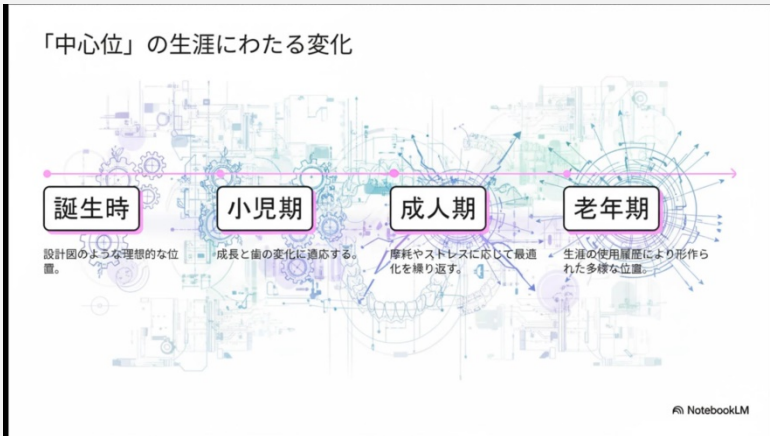 「中心位」の生涯にわたる変化
誕生時
小児期
成人期
老年期
設計図のような理想的な位
置。
成長と歯の変化に適応する。
摩耗やストレスに応じて最適
化を繰り返す。
生涯の使用履歴により形作ら
れた多様な位置。
NotebookLM